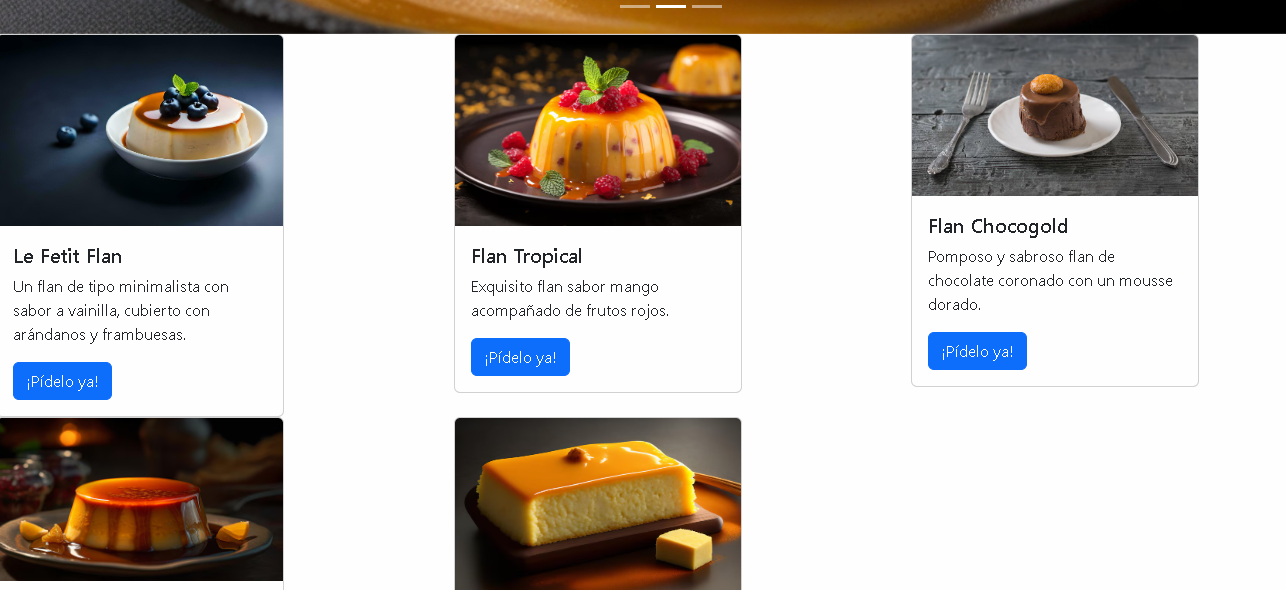 Le Fetit Flan
Un flan de tipo minimalista con
sabor a vainilla, cubierto con
arándanos y frambuesas.
¡Pídelo ya!
Flan Tropical
Exquisito flan sabor mango
acompañado de frutos rojos.
¡Pídelo ya!
Flan Chocogold
Pomposo y sabroso flan de
chocolate coronado con un mousse
dorado.
¡Pídelo ya!